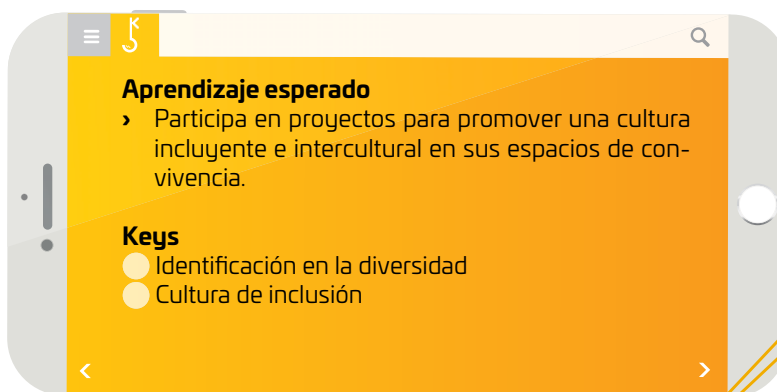 Aprendizaje esperado
› Participa en proyectos para promover una cultura
incluyente e intercultural en sus espacios de con-
vivencia.
Keys
Identificación en la diversidad
Cultura de inclusión